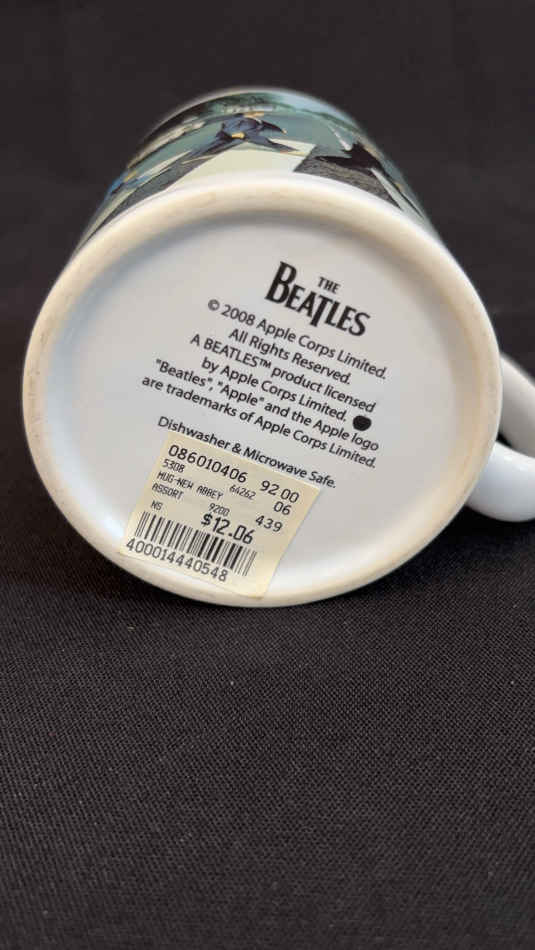 THE
BEATLES
© 2008 Apple Corps Limited.
All Rights Reserved.
A BEATLES™ product licensed
by Apple Corps Limited.
"Beatles", "Apple" and the Apple logo
are trademarks of Apple Corps Limited.
Dishwasher & Microwave Safe.
086010406 9200
5308 64262 06
MUG-NEW ABBEY
ASSORT 9200 439
NS $12.06
400014440548